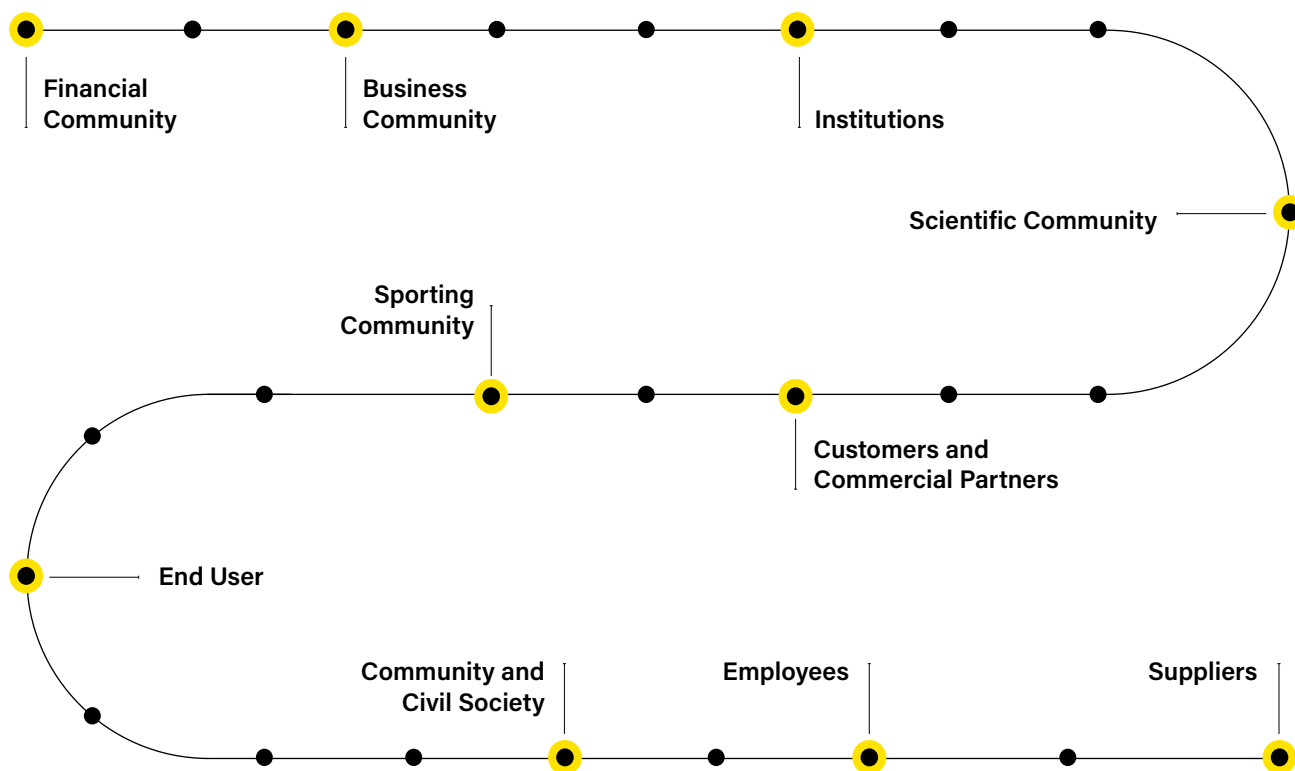 Financial
Community
Business
Community
Institutions
Scientific Community
Sporting
Community
Customers and
Commercial Partners
End User
Community and
Civil Society
Employees
Suppliers